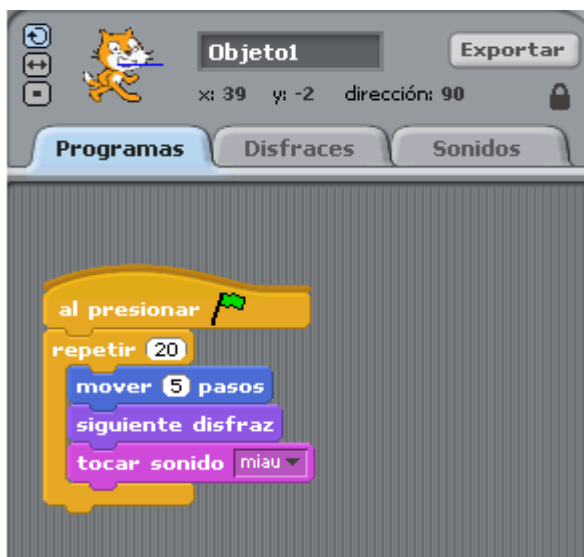 Objeto1
Exportar
x: 39 y: -2 dirección: 90
Programas
Disfraces
Sonidos
al presionar
repetir 20
mover 5 pasos
siguiente disfraz
tocar sonido miau